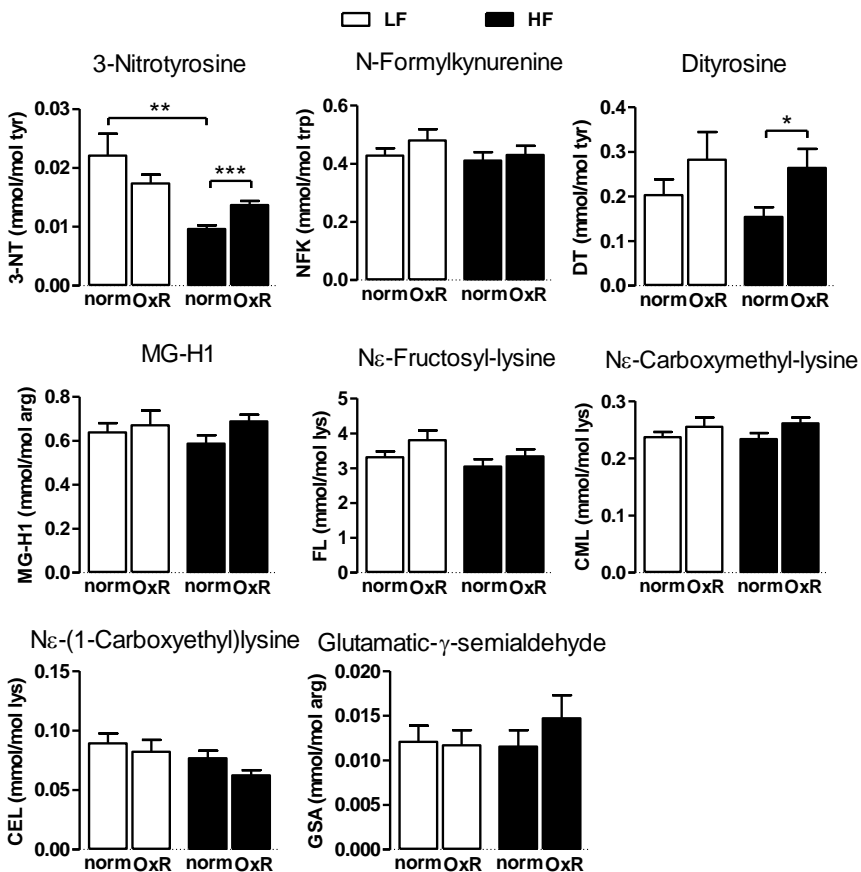 LF HF
3-Nitrotyrosine
3-NT (mmol/mol tyr)
0.03
0.02
0.01
0.00
**
***
norm OxR norm OxR
N-Formylkynurenine
NFK (mmol/mol trp)
0.6
0.4
0.2
0.0
norm OxR norm OxR
Dityrosine
DT (mmol/mol tyr)
0.4
0.3
0.2
0.1
0.0
*
norm OxR norm OxR
MG-H1
MG-H1 (mmol/mol arg)
0.8
0.6
0.4
0.2
0.0
norm OxR norm OxR
Nε-Fructosyl-lysine
FL (mmol/mol lys)
5
4
3
2
1
0
norm OxR norm OxR
Nε-Carboxymethyl-lysine
CML (mmol/mol lys)
0.3
0.2
0.1
0.0
norm OxR norm OxR
Nε-(1-Carboxyethyl)lysine
CEL (mmol/mol lys)
0.15
0.10
0.05
0.00
norm OxR norm OxR
Glutamatic-γ-semialdehyde
GSA (mmol/mol arg)
0.020
0.015
0.010
0.005
0.000
norm OxR norm OxR